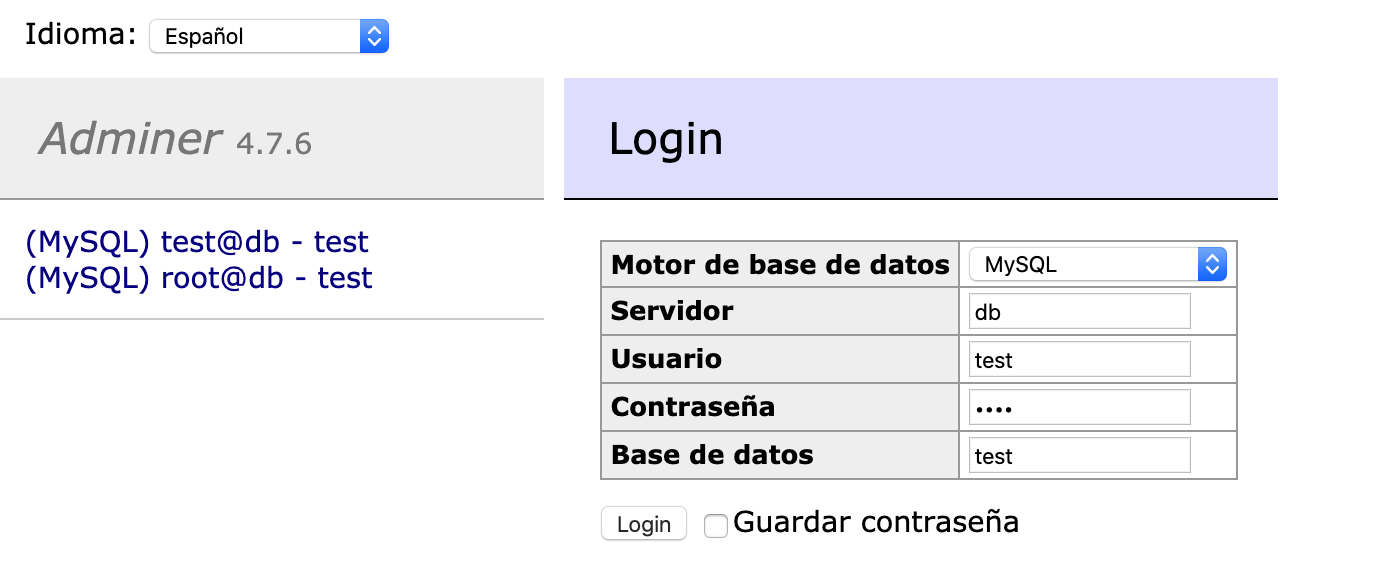 Idioma: Español
Adminer 4.7.6
(MySQL) test@db - test
(MySQL) root@db - test
Login
Motor de base de datos MySQL
Servidor db
Usuario test
Contraseña ••••
Base de datos test
Login Guardar contraseña